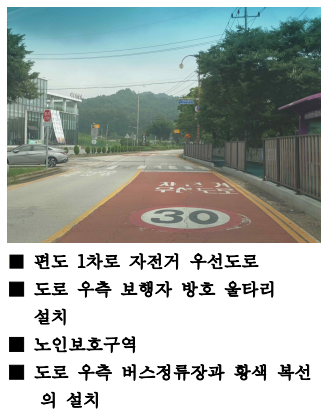 30
■ 편도 1차로 자전거 우선도로
■ 도로 우측 보행자 방호 울타리
설치
■ 노인보호구역
■ 도로 우측 버스정류장과 황색 복선
의 설치